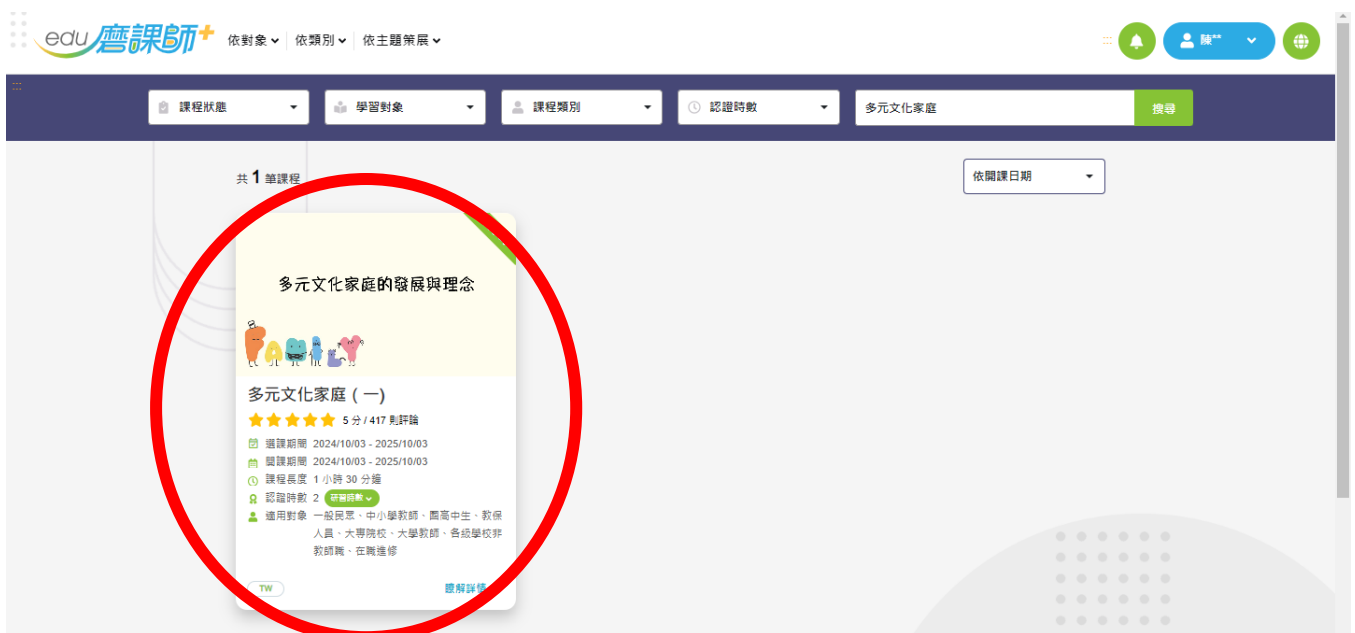 edu 磨課師+
依對象
依類別
依主題策展
陳**
課程狀態
學習對象
課程類別
認證時數
多元文化家庭
搜尋
共 1 筆課程
依開課日期
多元文化家庭的發展與理念
FAMILY
多元文化家庭 ( 一)
5 分 / 417 則評論
選課期間 2024/10/03 - 2025/10/03
開課期間 2024/10/03 - 2025/10/03
課程長度 1 小時 30 分鐘
認證時數 2 研習時數
適用對象 一般民眾、中小學教師、國高中生、教保
人員、大專院校、大學教師、各級學校非
教師職、在職進修
TW
瞭解詳情